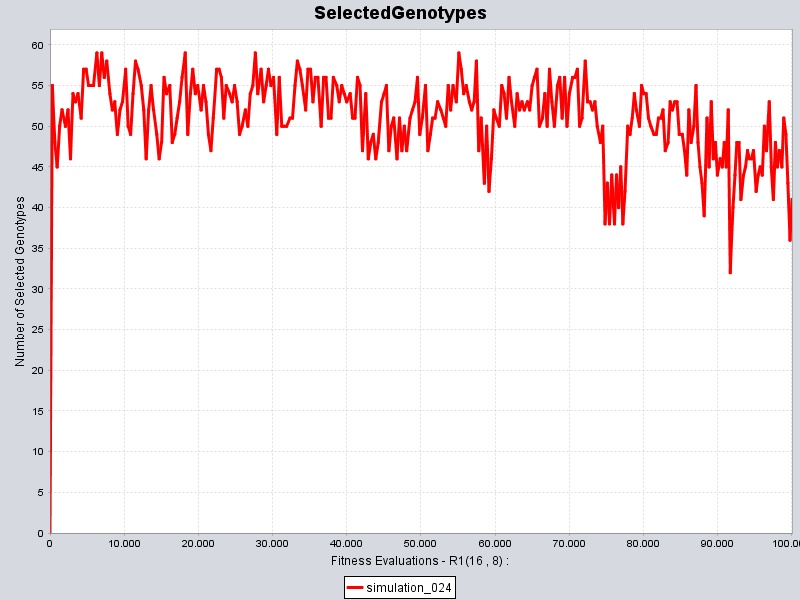 SelectedGenotypes
Number of Selected Genotypes
60
55
50
45
40
35
30
25
20
15
10
5
0
0 10.000 20.000 30.000 40.000 50.000 60.000 70.000 80.000 90.000 100.00
Fitness Evaluations - R1(16 , 8) :
simulation_024